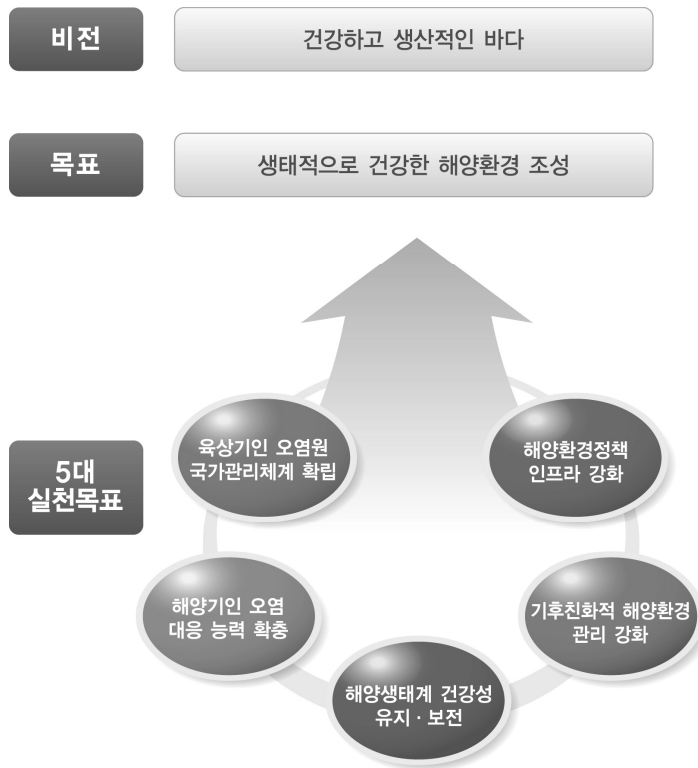 비전
건강하고 생산적인 바다
목표
생태적으로 건강한 해양환경 조성
5대
실천목표
육상기인 오염원
국가관리체계 확립
해양환경정책
인프라 강화
해양기인 오염
대응 능력 확충
기후친화적 해양환경
관리 강화
해양생태계 건강성
유지 · 보전